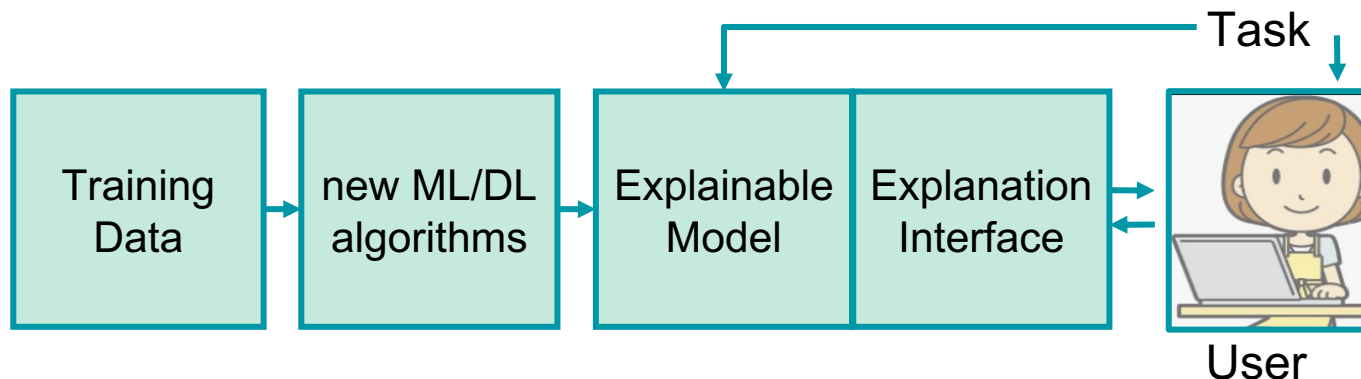 Task
Training
Data
new ML/DL
algorithms
Explainable
Model
Explanation
Interface
User